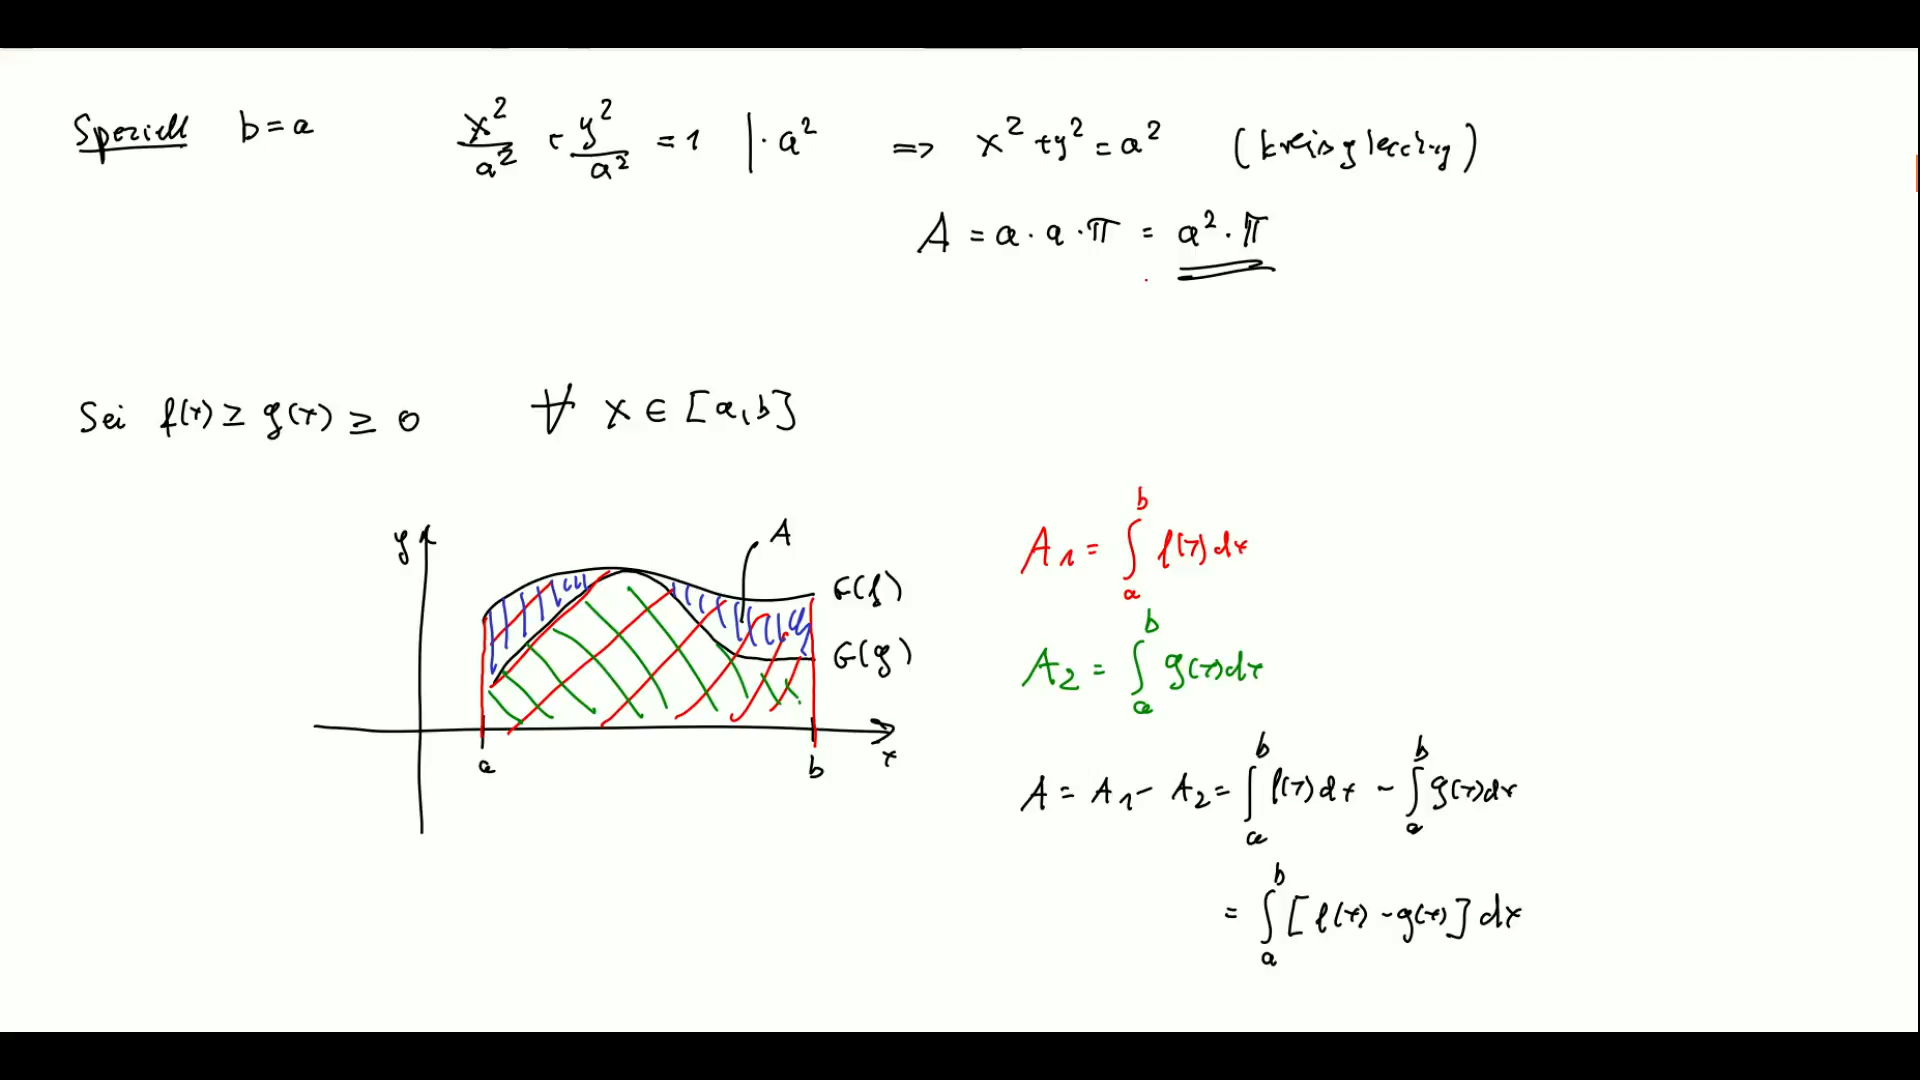 Speziell b = a x²/a² + y²/a² = 1 | · a² => x² + y² = a² (Kreisgleichung)
A = a · a · π = a² · π
Sei f(x) ≥ g(x) ≥ 0 ∀ x ∈ [a,b]
y
A
G(f)
G(g)
a
b
x
A₁ = ∫ₐᵇ f(x) dx
A₂ = ∫ₐᵇ g(x) dx
A = A₁ - A₂ = ∫ₐᵇ f(x) dx - ∫ₐᵇ g(x) dx
= ∫ₐᵇ [f(x) - g(x)] dx